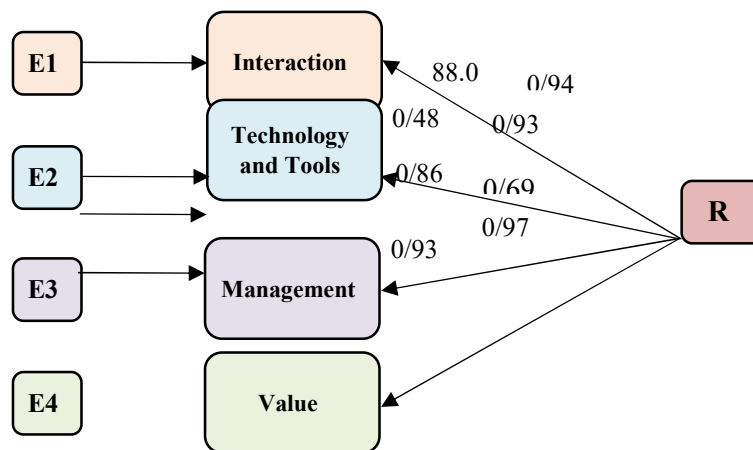 E1
Interaction
88.0
0/94
0/48
0/93
Technology
and Tools
E2
0/86
0/69
R
0/97
0/93
E3
Management
E4
Value